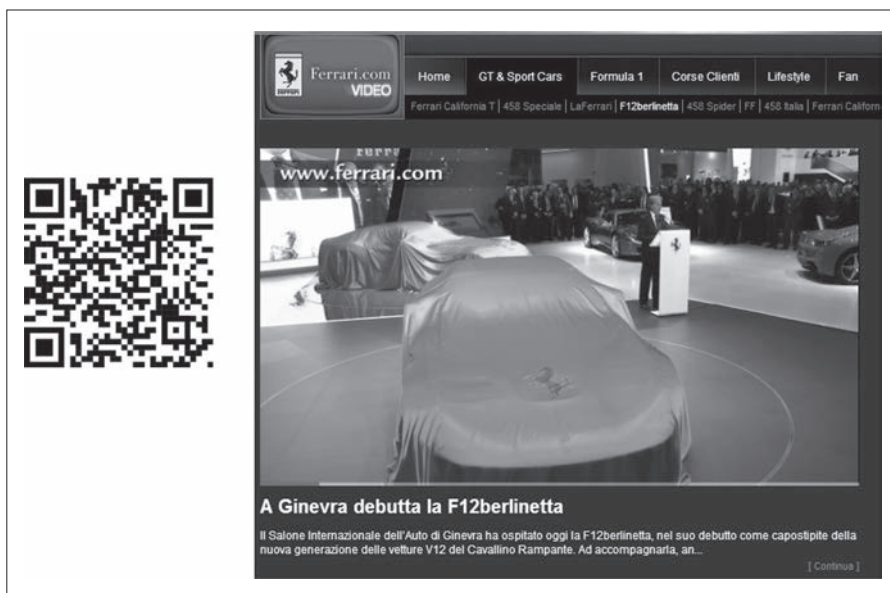 Ferrari.com
VIDEO
Home GT & Sport Cars Formula 1 Corse Clienti Lifestyle Fan
Ferrari California T | 458 Speciale | LaFerrari | F12berlinetta | 458 Spider | FF | 458 Italia | Ferrari Californ
www.ferrari.com
A Ginevra debutta la F12berlinetta
Il Salone Internazionale dell'Auto di Ginevra ha ospitato oggi la F12berlinetta, nel suo debutto come capostipite della
nuova generazione delle vetture V12 del Cavallino Rampante. Ad accompagnarla, an...
[ Continua ]